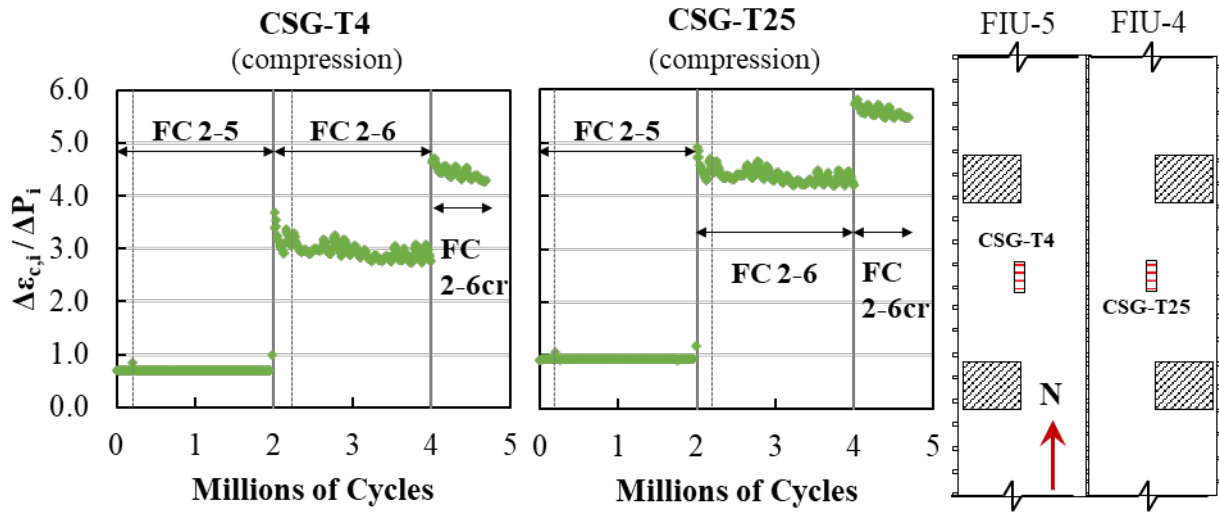 CSG-T4
(compression)
Δε_{c,i} / ΔP_i
6.0
5.0
4.0
3.0
2.0
1.0
0.0
FC 2-5
FC 2-6
FC
2-6cr
0 1 2 3 4 5
Millions of Cycles
CSG-T25
(compression)
FC 2-5
FC 2-6
FC
2-6cr
0 1 2 3 4 5
Millions of Cycles
FIU-5 FIU-4
CSG-T4
CSG-T25
N